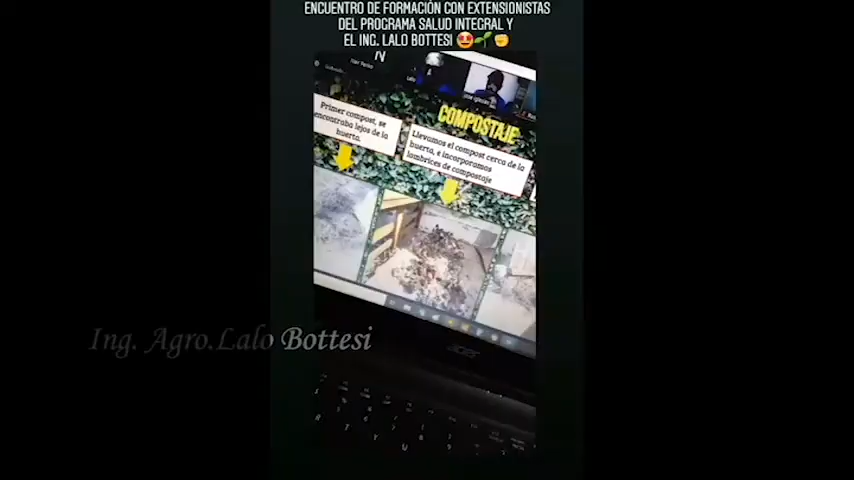 ENCUENTRO DE FORMACIÓN CON EXTENSIONISTAS
DEL PROGRAMA SALUD INTEGRAL Y
EL ING. LALO BOTTESI 😍🌱✊
COMPOSTAJE
Primer compost, se
encontraba lejos de la
huerta.
Llevamos el compost cerca de la
huerta, e incorporamos
lombrices de compostaje
Ing. Agro.Lalo Bottesi
acer